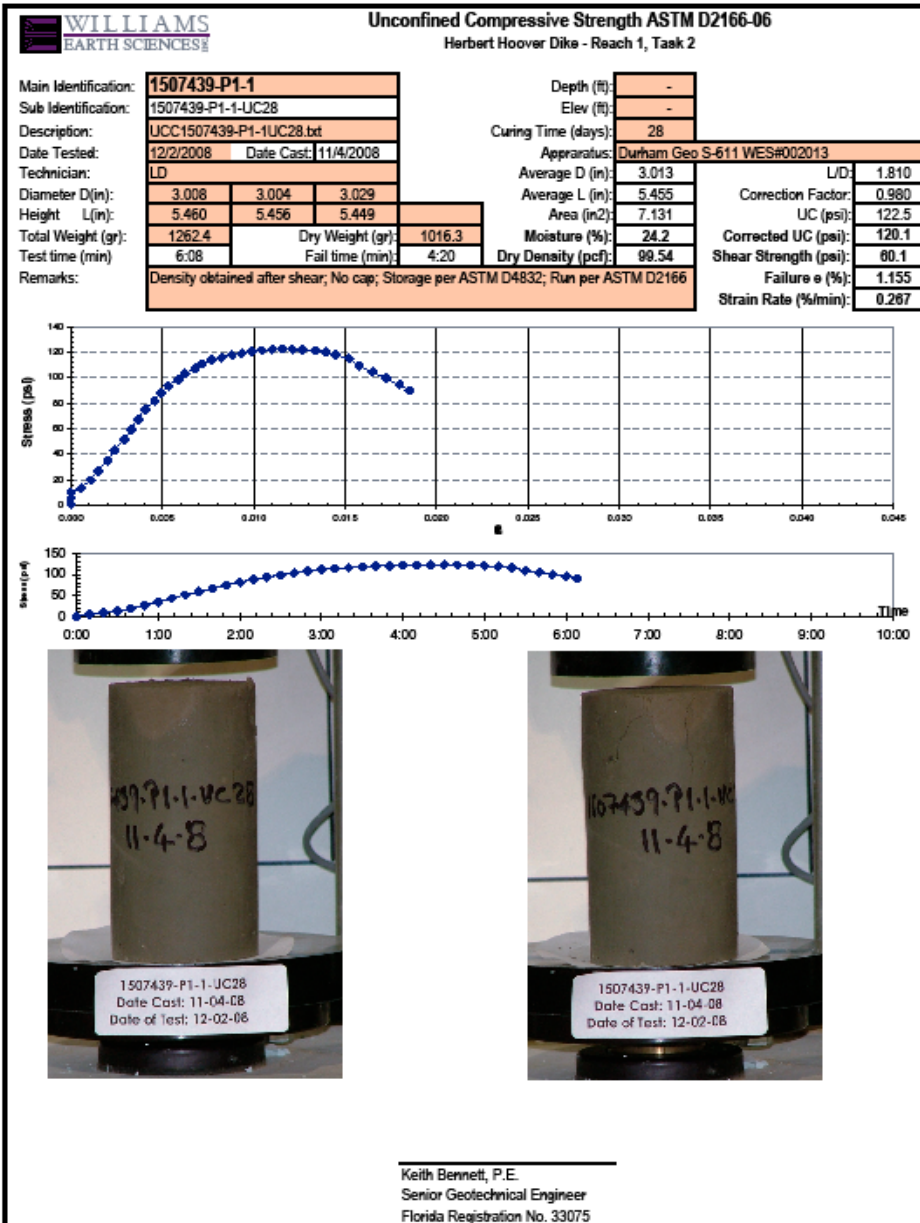 WILLIAMS
EARTH SCIENCES INC
Unconfined Compressive Strength ASTM D2166-06
Herbert Hoover Dike - Reach 1, Task 2
Main Identification: 1507439-P1-1 Depth (ft): -
Sub Identification: 1507439-P1-1-UC28 Elev (ft): -
Description: UCC1507439-P1-1UC28.txt Curing Time (days): 28
Date Tested: 12/2/2008 Date Cast: 11/4/2008 Appraratus: Durham Geo S-611 WES#002013
Technician: LD Average D (in): 3.013 L/D: 1.810
Diameter D(in): 3.008 3.004 3.029 Average L (in): 5.455 Correction Factor: 0.980
Height L(in): 5.460 5.456 5.449 Area (in2): 7.131 UC (psi): 122.5
Total Weight (gr): 1262.4 Dry Weight (gr): 1016.3 Moisture (%): 24.2 Corrected UC (psi): 120.1
Test time (min) 6:08 Fail time (min): 4:20 Dry Density (pcf): 99.54 Shear Strength (psi): 60.1
Remarks: Density obtained after shear; No cap; Storage per ASTM D4832; Run per ASTM D2166 Failure e (%): 1.155
Strain Rate (%/min): 0.267
140
120
100
80
60
40
20
0
Stress (psi)
0.000 0.005 0.010 0.015 0.020 0.025 0.030 0.035 0.040 0.045
e
150
100
50
0
Stress (psi)
Time
0:00 1:00 2:00 3:00 4:00 5:00 6:00 7:00 8:00 9:00 10:00
439-P1-1-UC28
11-4-8
1507439-P1-1-UC28
Date Cast: 11-04-08
Date of Test: 12-02-08
1507439-P1-1-UC
11-4-8
1507439-P1-1-UC28
Date Cast: 11-04-08
Date of Test: 12-02-08
Keith Bennett, P.E.
Senior Geotechnical Engineer
Florida Registration No. 33075